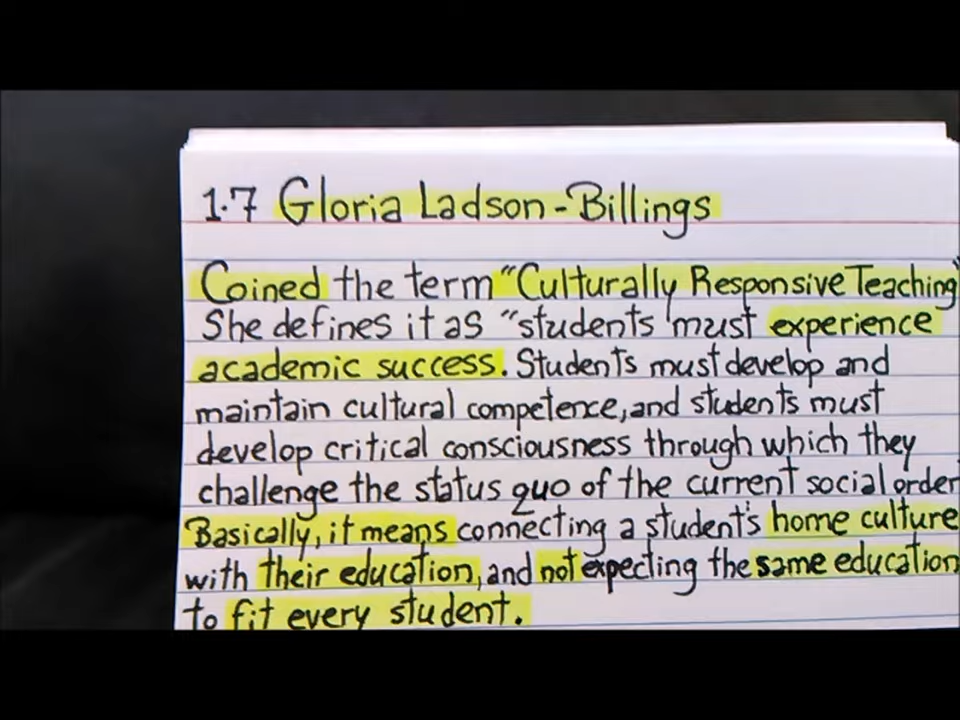 1.7 Gloria Ladson-Billings
Coined the term "Culturally Responsive Teaching"
She defines it as "students must experience
academic success. Students must develop and
maintain cultural competence, and students must
develop critical consciousness through which they
challenge the status quo of the current social order
Basically, it means connecting a student's home culture
with their education, and not expecting the same education
to fit every student.